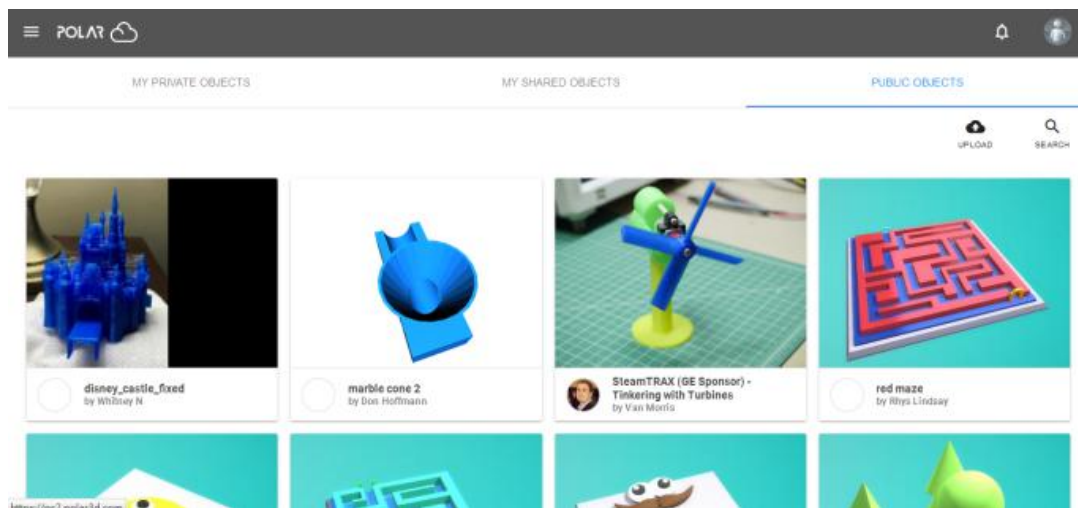 POLAR
MY PRIVATE OBJECTS
MY SHARED OBJECTS
PUBLIC OBJECTS
UPLOAD
SEARCH
disney_castle_fixed
by Whitney N
marble cone 2
by Don Hoffmann
SteamTRAX (GE Sponsor) -
Tinkering with Turbines
by Van Morris
red maze
by Rhys Lindsay